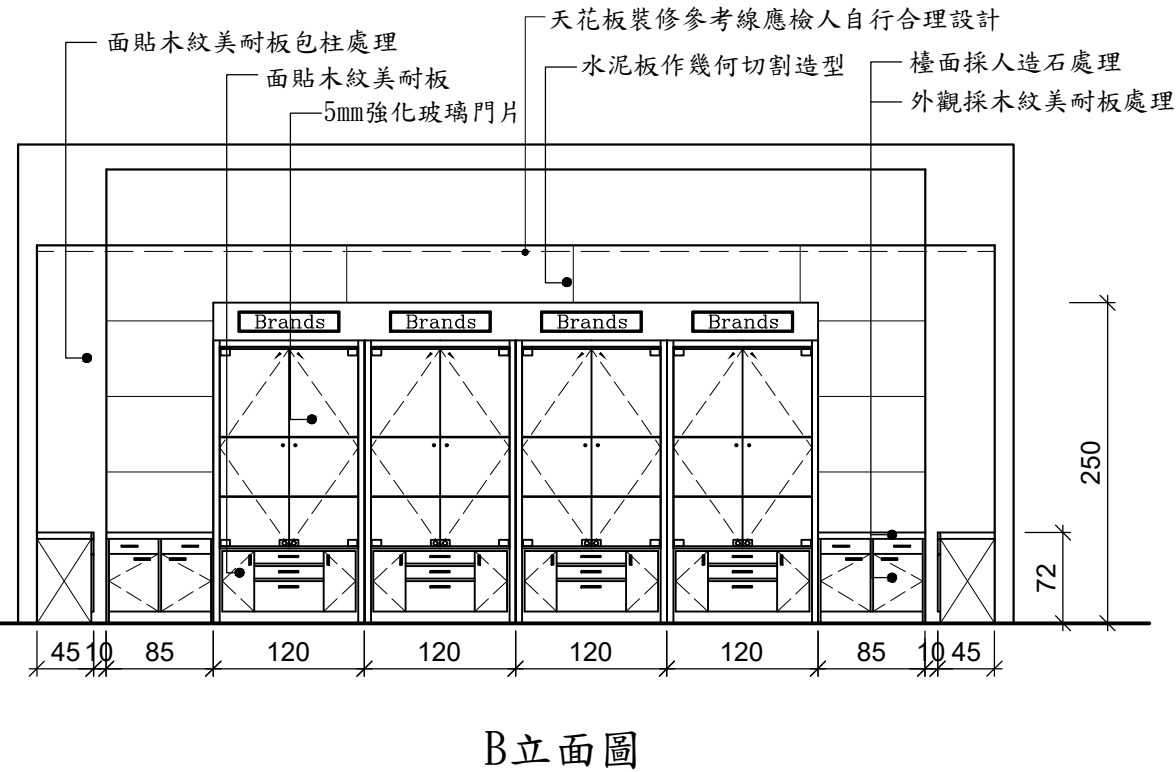 天花板裝修參考線應檢人自行合理設計
面貼木紋美耐板包柱處理
水泥板作幾何切割造型
檯面採人造石處理
面貼木紋美耐板
外觀採木紋美耐板處理
5mm強化玻璃門片
Brands Brands Brands Brands
250
72
45 10 85 120 120 120 120 85 10 45
B立面圖